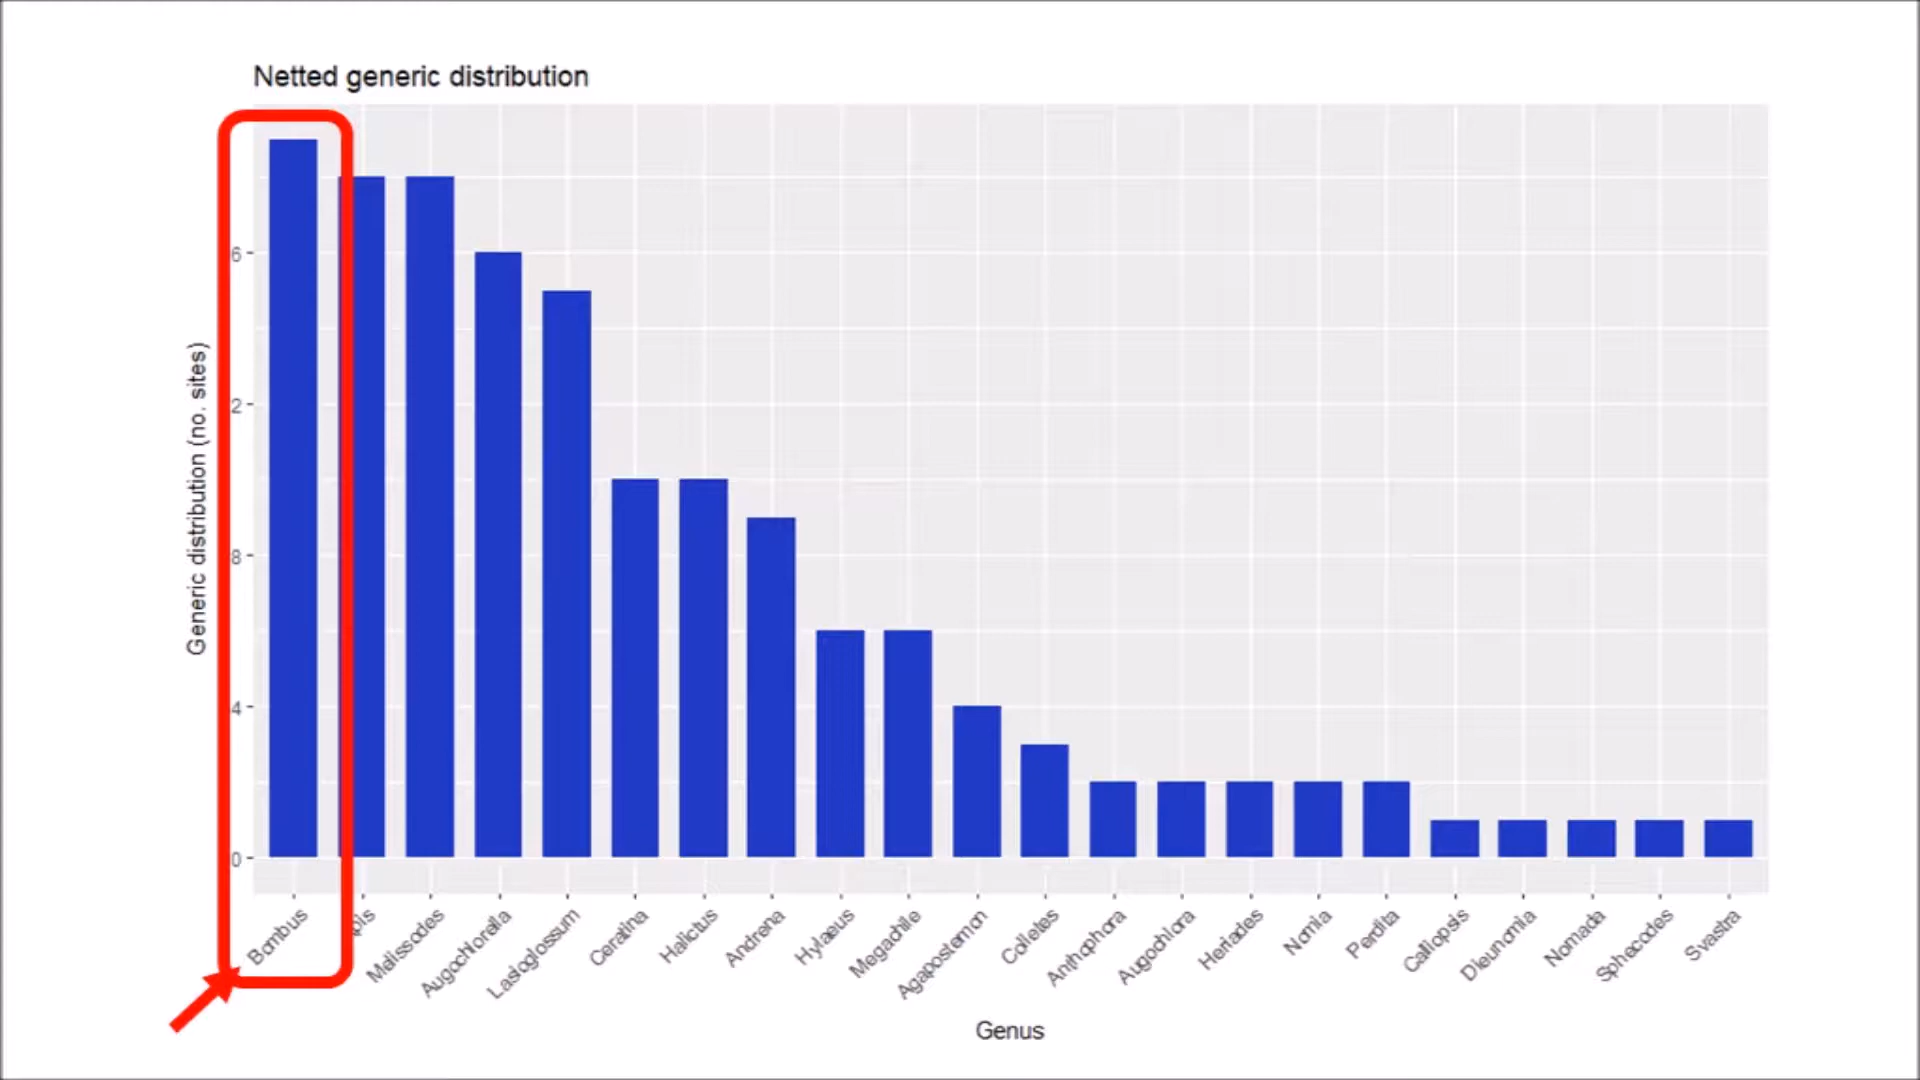 Netted generic distribution
Generic distribution (no. sites)
6
2
8
4
0
Bombus
pis
Melissodes
Augochlorella
Lasioglossum
Ceratina
Halictus
Andrena
Hylaeus
Megachile
Agapostemon
Colletes
Anthophora
Augochlora
Heriades
Nomia
Perdita
Calliopsis
Dieunomia
Nomada
Sphecodes
Svastra
Genus